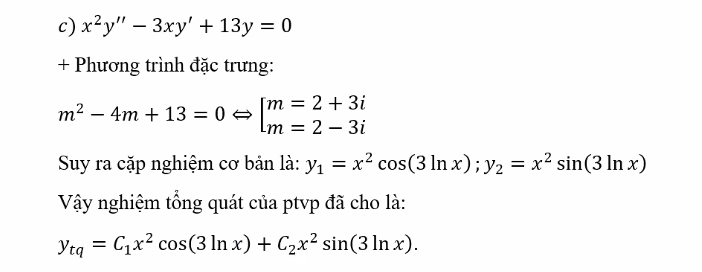 c) x²y′′ − 3xy′ + 13y = 0
+ Phương trình đặc trưng:
m² − 4m + 13 = 0 ⇔ [m = 2 + 3i
m = 2 − 3i
Suy ra cặp nghiệm cơ bản là: y₁ = x² cos(3 ln x) ; y₂ = x² sin(3 ln x)
Vậy nghiệm tổng quát của ptvp đã cho là:
y_tq = C₁x² cos(3 ln x) + C₂x² sin(3 ln x).